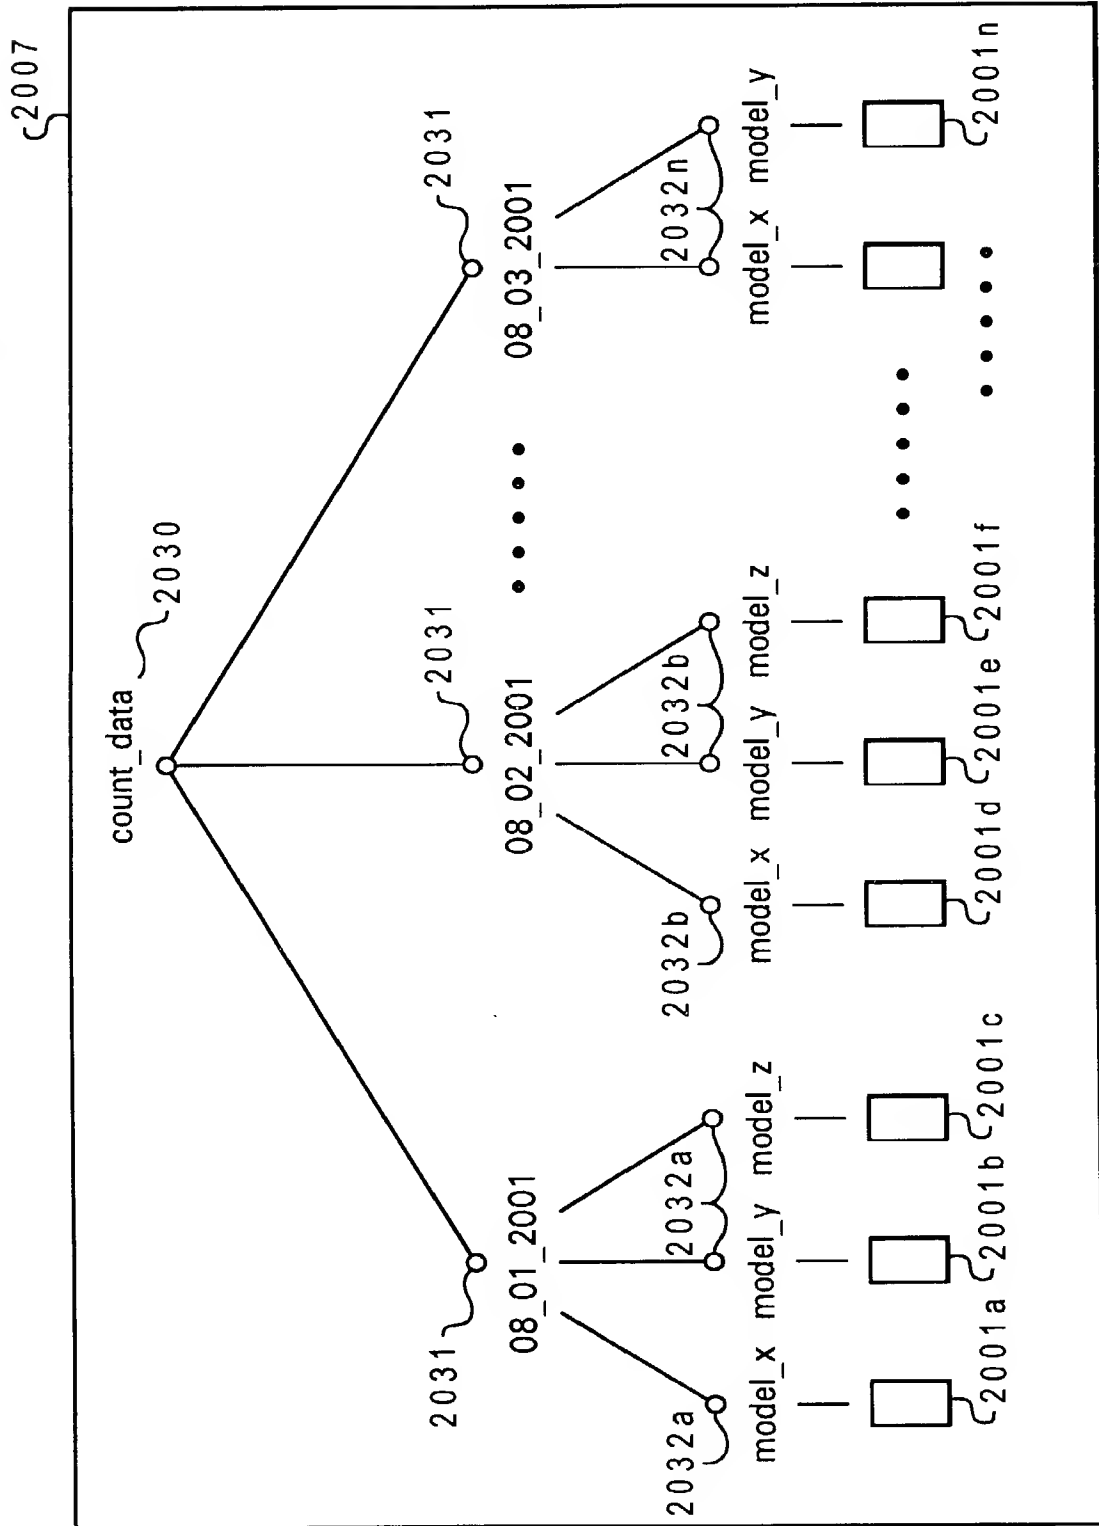 2007
count_data
2030
2031
2031
2031
08_01_2001
08_02_2001
08_03_2001
2032a
2032a
2032b
2032b
2032n
model_x model_y model_z
model_x model_y model_z
model_x model_y
2001a
2001b
2001c
2001d
2001e
2001f
2001n